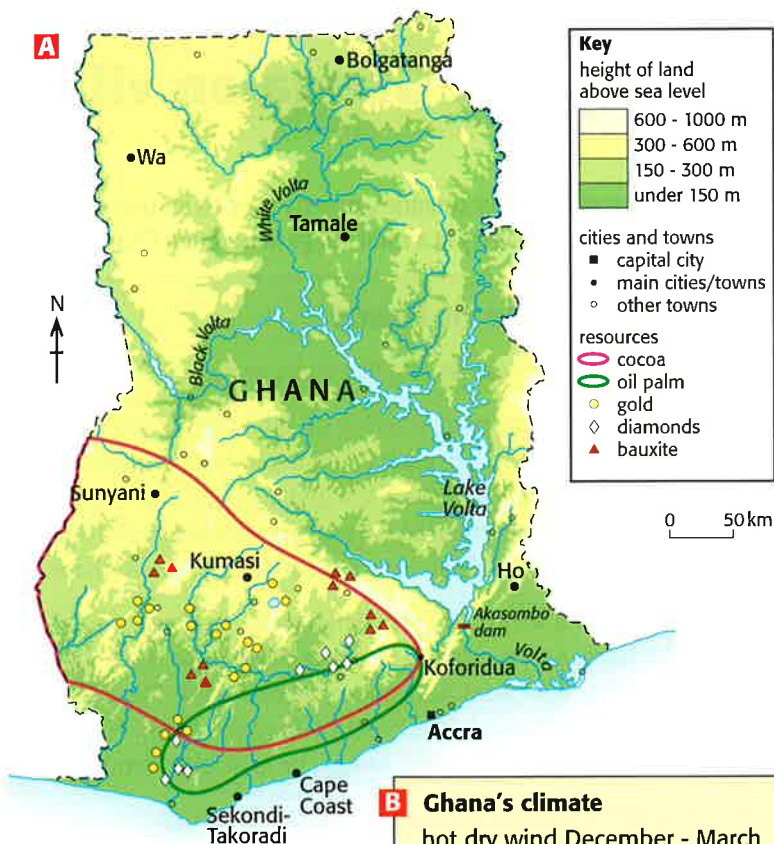 A
Bolgatanga
Wa
White Volta
Tamale
N
Black Volta
GHANA
Sunyani
Lake
Volta
Kumasi
Ho
Akasombo
dam
Volta
Koforidua
Accra
Cape
Coast
Sekondi-
Takoradi
Key
height of land
above sea level
600 - 1000 m
300 - 600 m
150 - 300 m
under 150 m
cities and towns
capital city
main cities/towns
other towns
resources
cocoa
oil palm
gold
diamonds
bauxite
0 50 km
B Ghana's climate
hot dry wind December - March